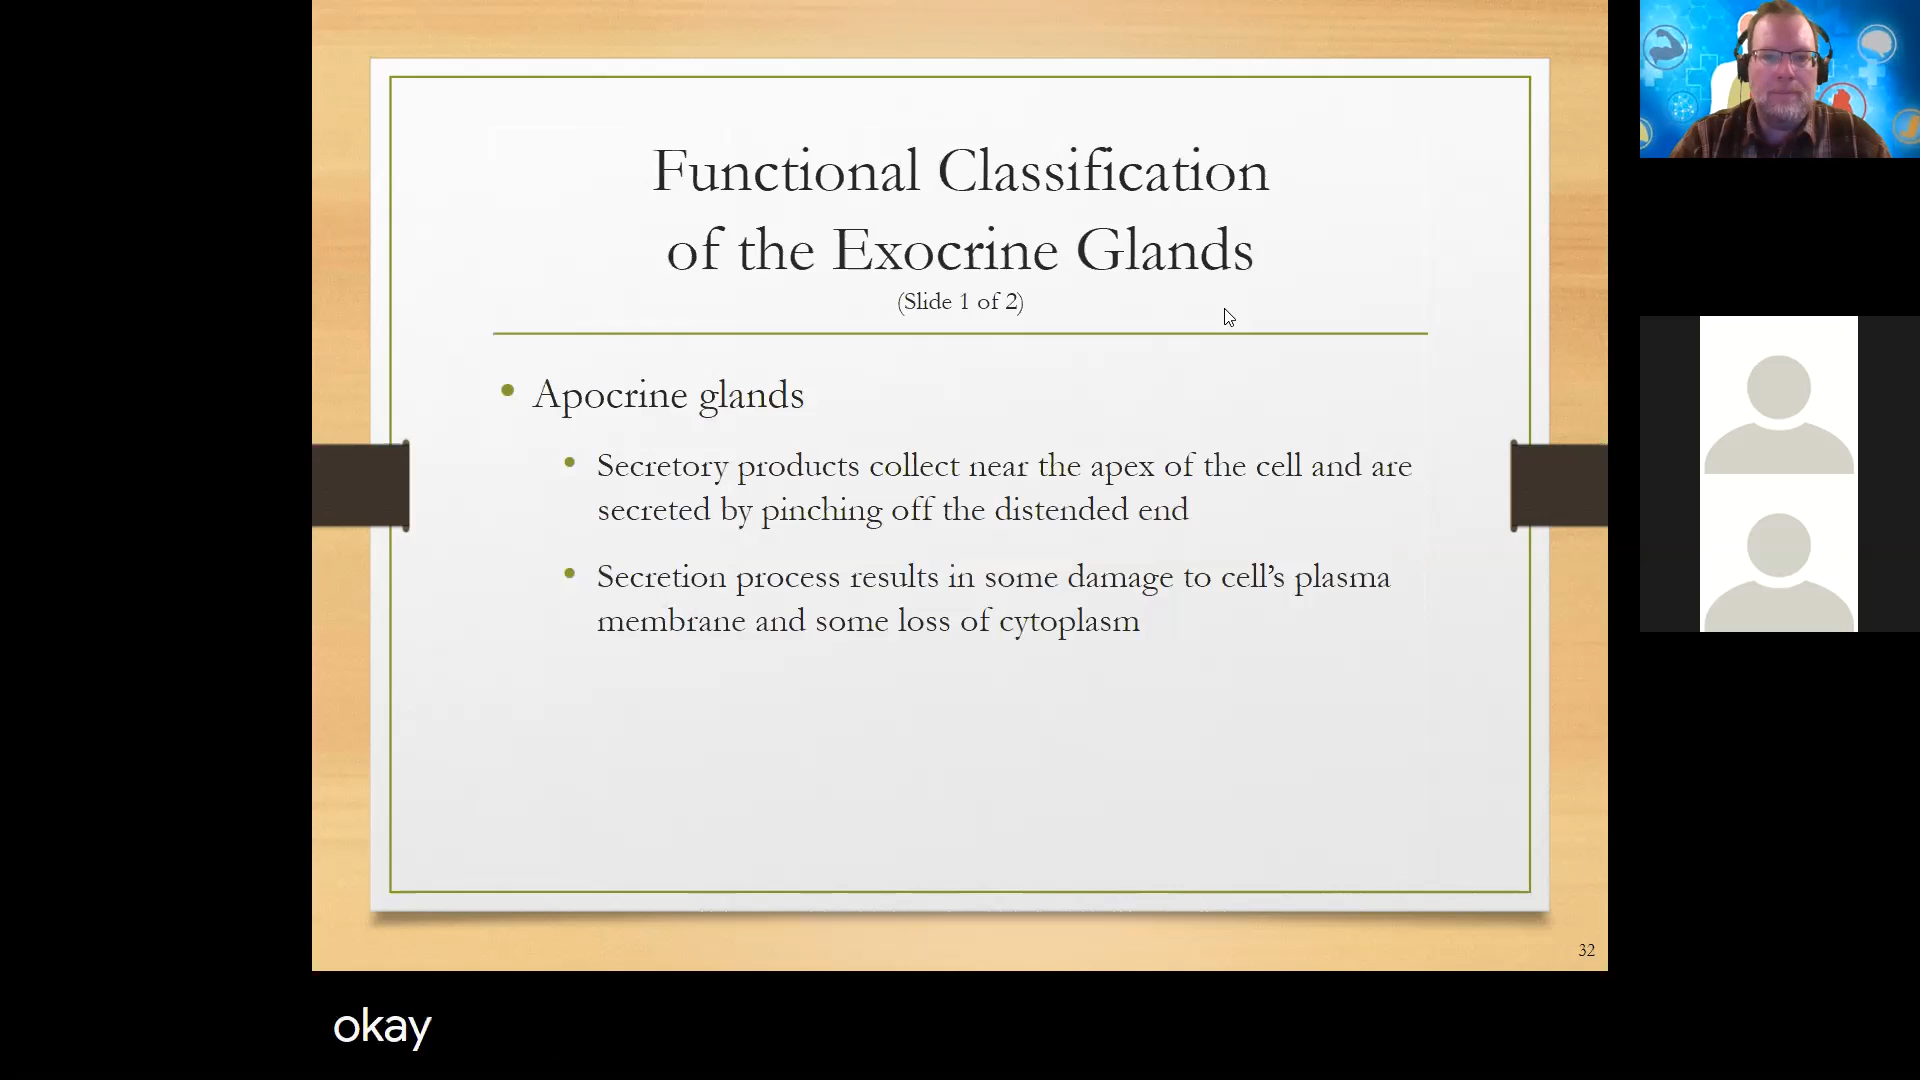 Functional Classification
of the Exocrine Glands
(Slide 1 of 2)
• Apocrine glands
• Secretory products collect near the apex of the cell and are
secreted by pinching off the distended end
• Secretion process results in some damage to cell’s plasma
membrane and some loss of cytoplasm
32
okay